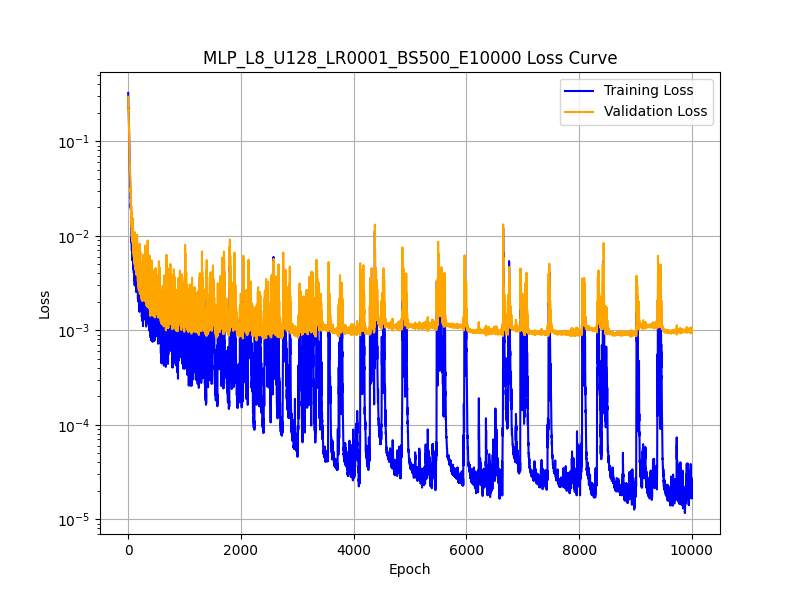 MLP_L8_U128_LR0001_BS500_E10000 Loss Curve
Training Loss
Validation Loss
10⁻¹
10⁻²
10⁻³
10⁻⁴
10⁻⁵
Loss
0 2000 4000 6000 8000 10000
Epoch